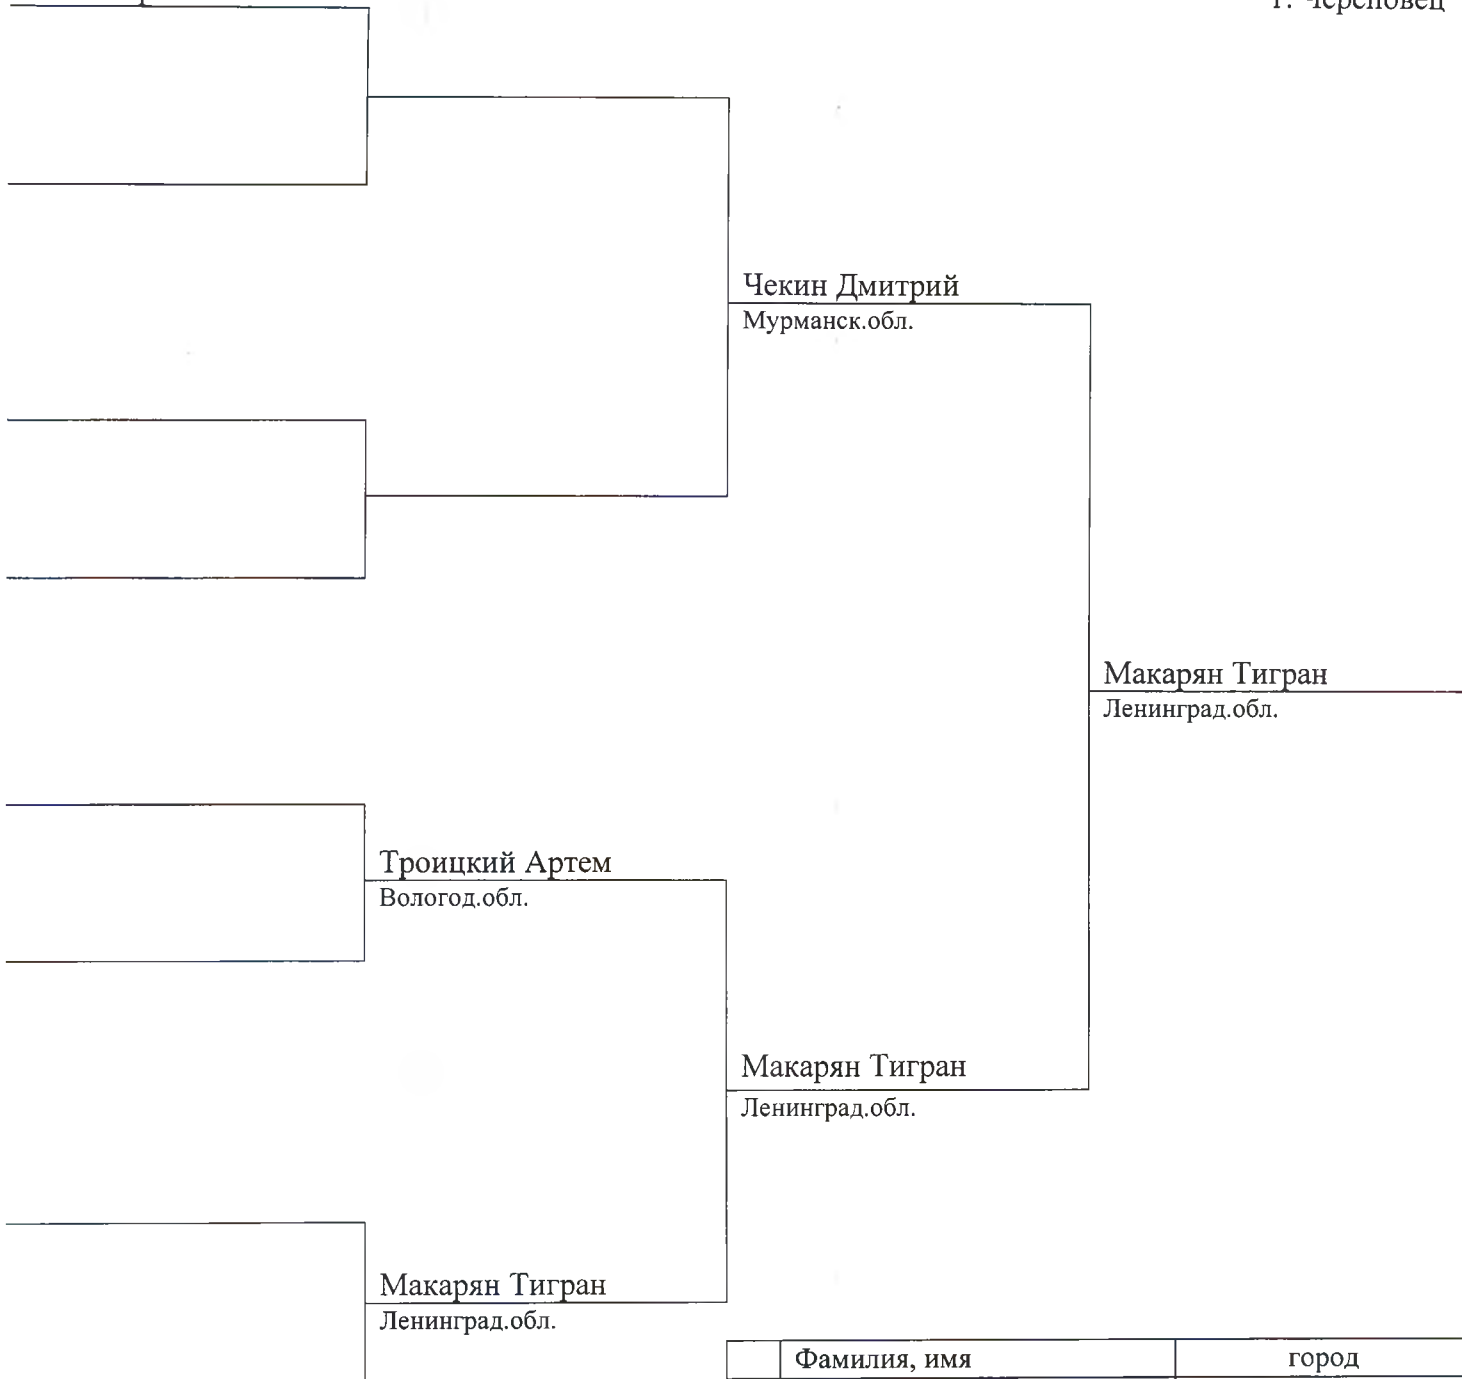 г. Череповец
Чекин Дмитрий
Мурманск.обл.
Макарян Тигран
Ленинград.обл.
Троицкий Артем
Вологод.обл.
Макарян Тигран
Ленинград.обл.
Макарян Тигран
Ленинград.обл.
Фамилия, имя
город